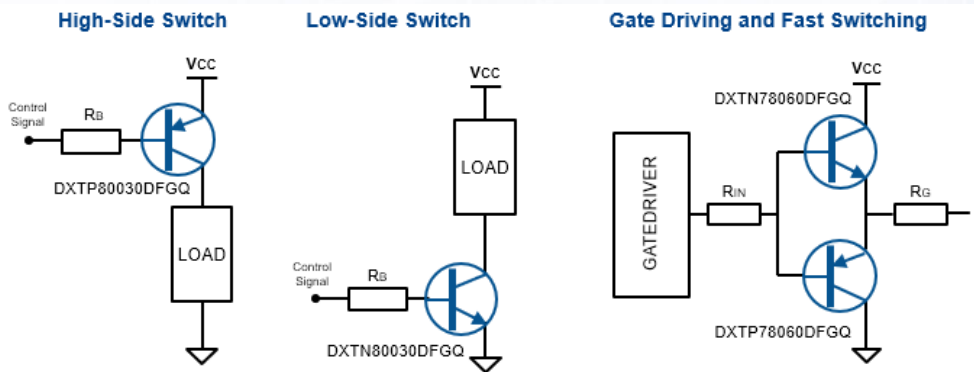 High-Side Switch
Low-Side Switch
Gate Driving and Fast Switching
VCC
Control
Signal
RB
DXTP80030DFGQ
LOAD
VCC
LOAD
Control
Signal
RB
DXTN80030DFGQ
VCC
DXTN78060DFGQ
GATEDRIVER
RIN
RG
DXTP78060DFGQ